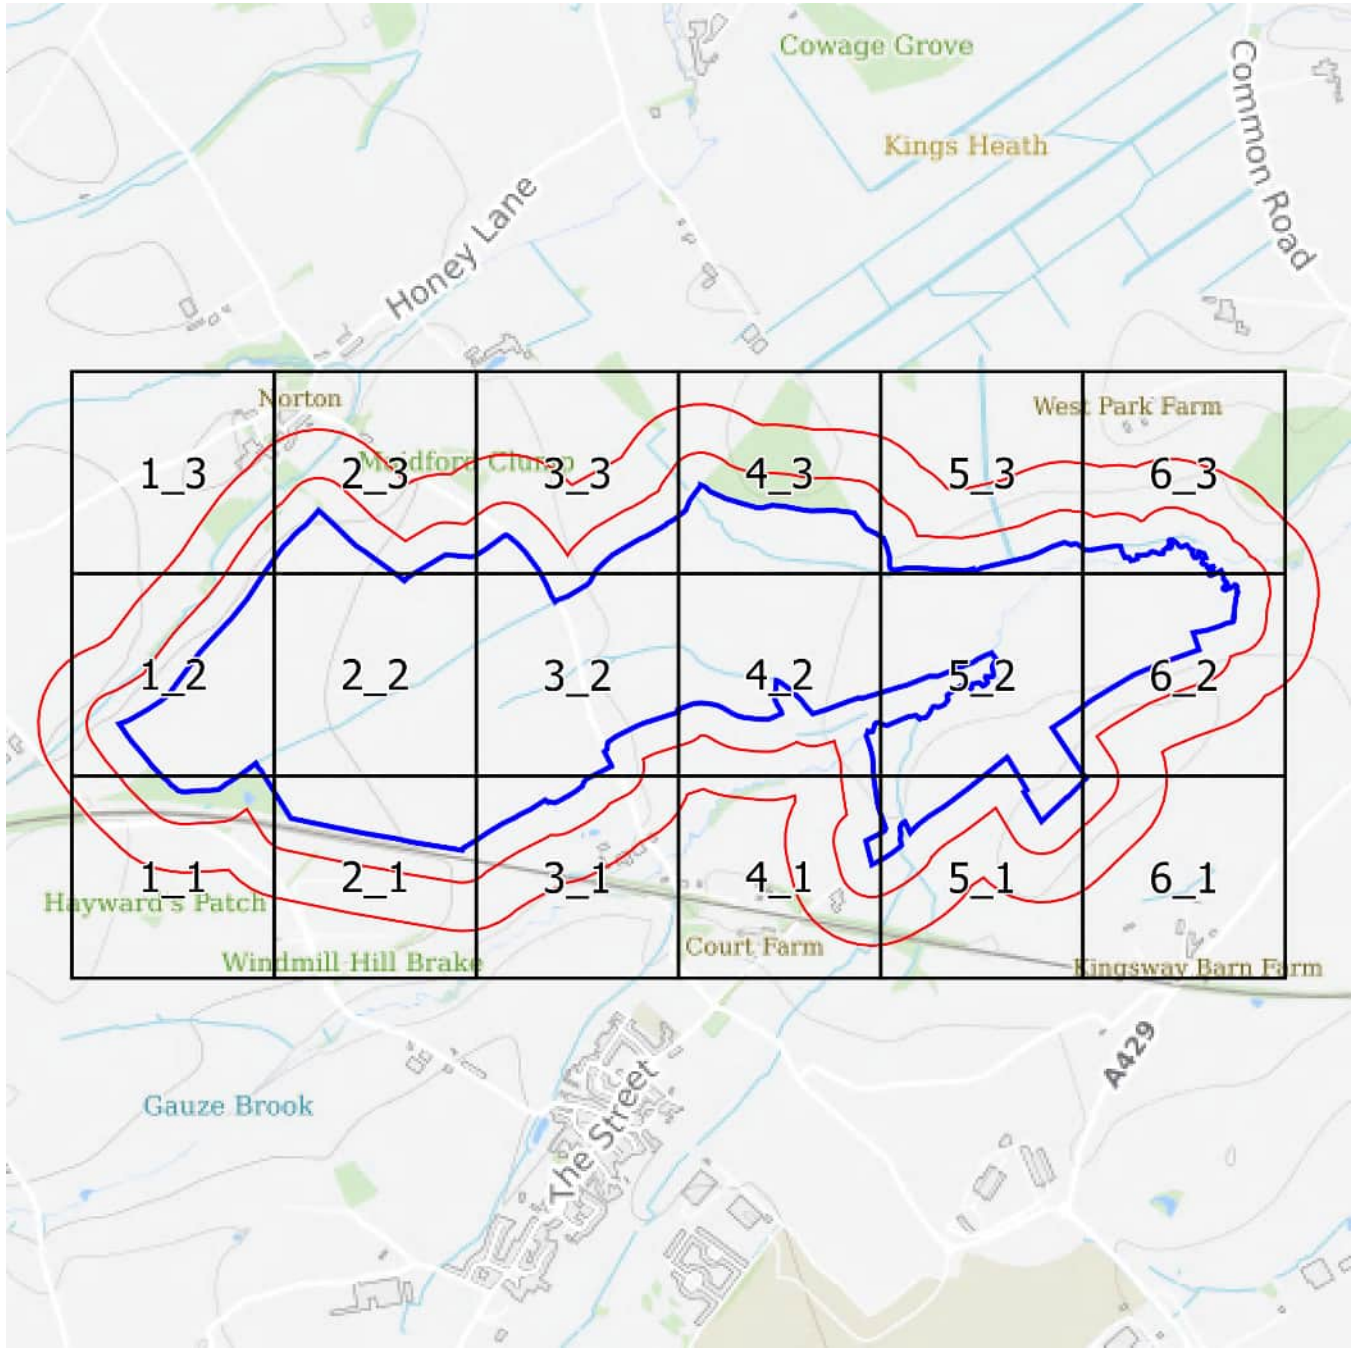 Cowage Grove
Common Road
Kings Heath
Honey Lane
Norton
West Park Farm
Maidford Clump
1_3
2_3
3_3
4_3
5_3
6_3
1_2
2_2
3_2
4_2
5_2
6_2
1_1
2_1
3_1
4_1
5_1
6_1
Hayward's Patch
Court Farm
Windmill Hill Brake
Kingsway Barn Farm
A429
Gauze Brook
The Street